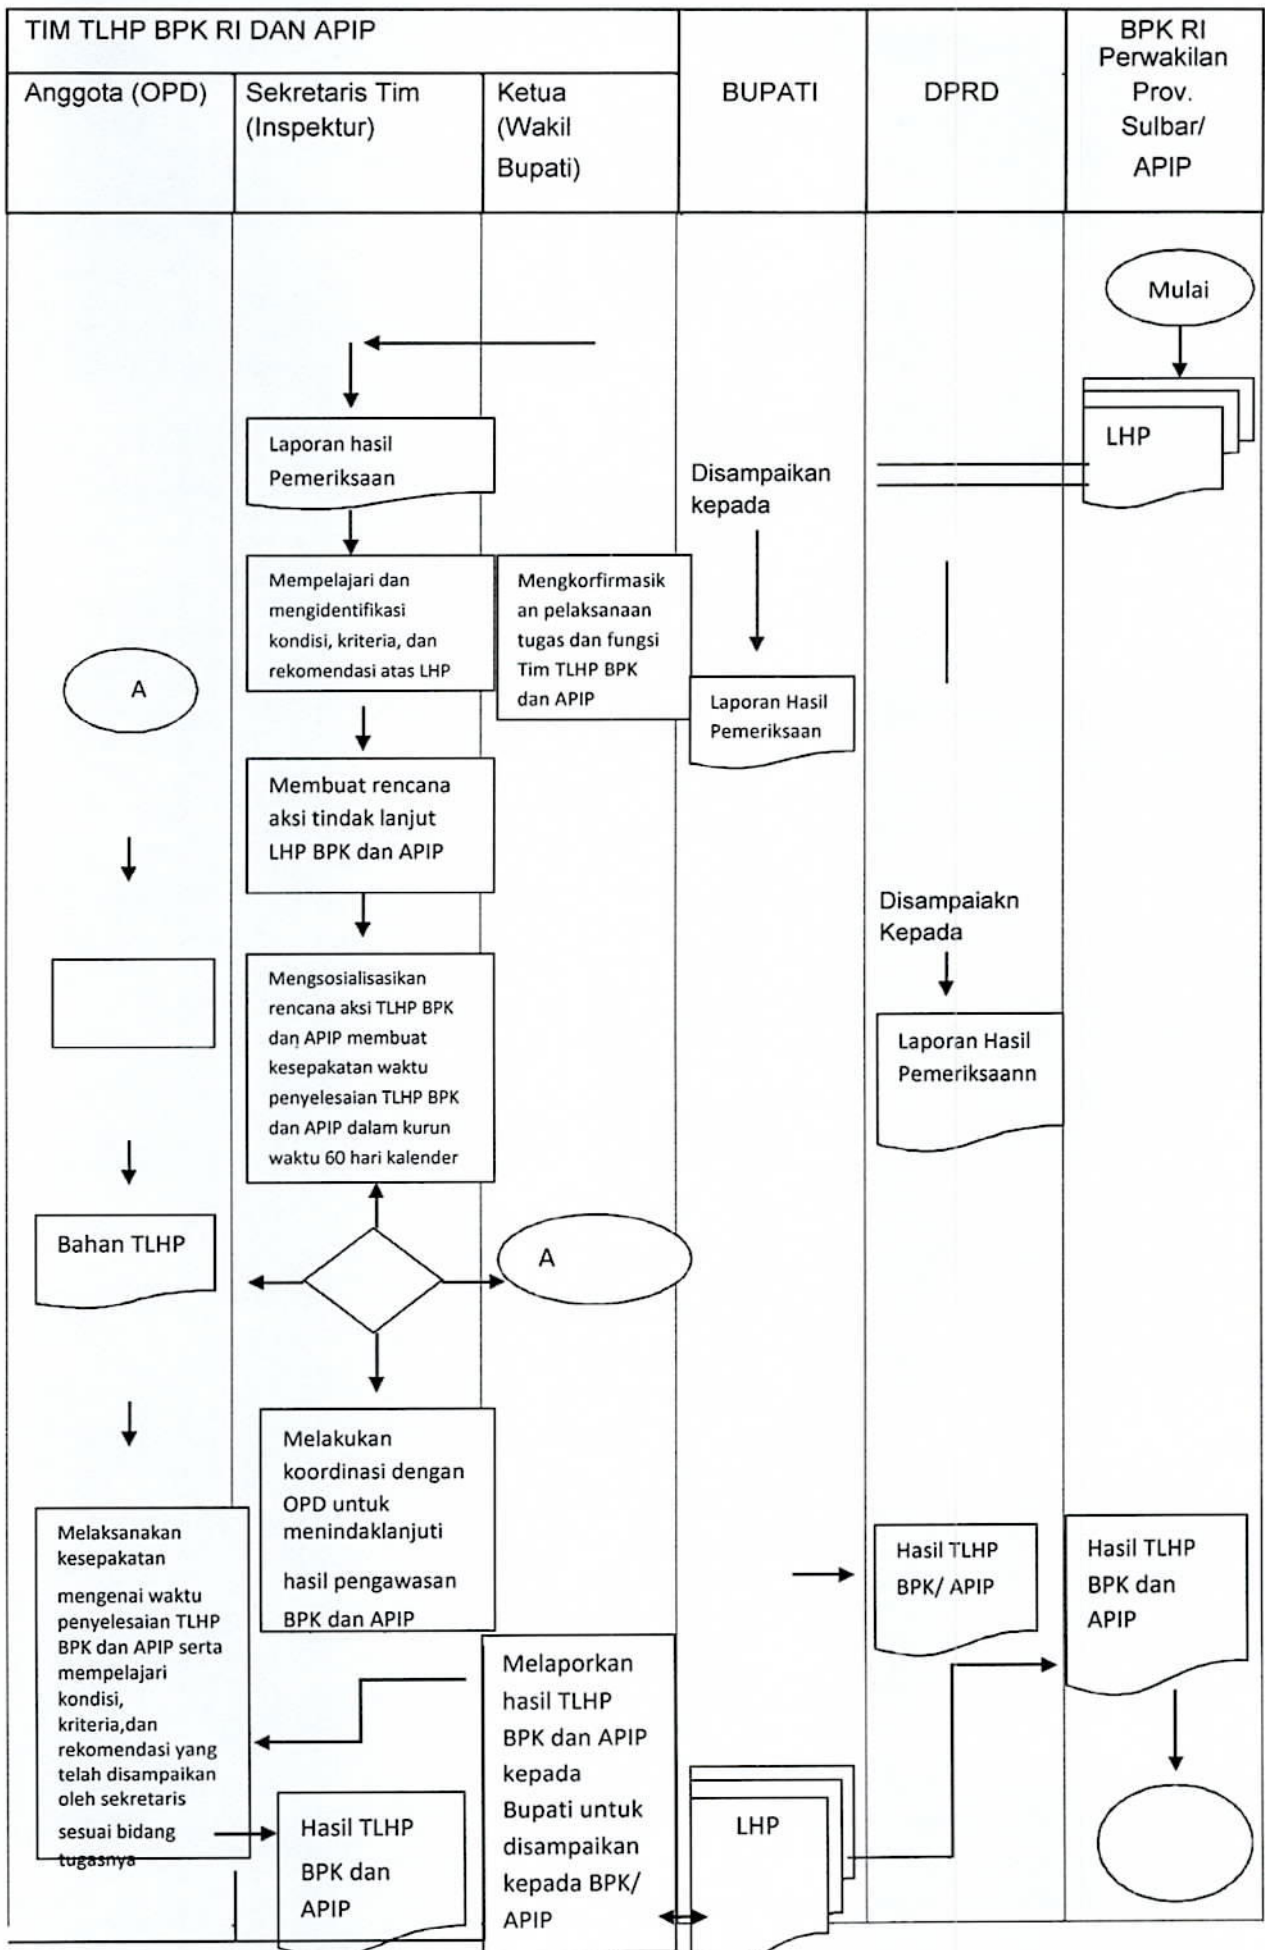 TIM TLHP BPK RI DAN APIP
Anggota (OPD)
Sekretaris Tim
(Inspektur)
Ketua
(Wakil
Bupati)
BUPATI
DPRD
BPK RI
Perwakilan
Prov.
Sulbar/
APIP
Mulai
LHP
Laporan hasil
Pemeriksaan
Disampaikan
kepada
Mempelajari dan
mengidentifikasi
kondisi, kriteria, dan
rekomendasi atas LHP
Mengkorfirmasik
an pelaksanaan
tugas dan fungsi
Tim TLHP BPK
dan APIP
Laporan Hasil
Pemeriksaan
A
Membuat rencana
aksi tindak lanjut
LHP BPK dan APIP
Disampaiakn
Kepada
Mengsosialisasikan
rencana aksi TLHP BPK
dan APIP membuat
kesepakatan waktu
penyelesaian TLHP BPK
dan APIP dalam kurun
waktu 60 hari kalender
Laporan Hasil
Pemeriksaann
Bahan TLHP
A
Melakukan
koordinasi dengan
OPD untuk
menindaklanjuti
hasil pengawasan
BPK dan APIP
Melaksanakan
kesepakatan
mengenai waktu
penyelesaian TLHP
BPK dan APIP serta
mempelajari
kondisi,
kriteria,dan
rekomendasi yang
telah disampaikan
oleh sekretaris
sesuai bidang
tugasnya
Hasil TLHP
BPK/ APIP
Hasil TLHP
BPK dan
APIP
Melaporkan
hasil TLHP
BPK dan APIP
kepada
Bupati untuk
disampaikan
kepada BPK/
APIP
Hasil TLHP
BPK dan
APIP
LHP